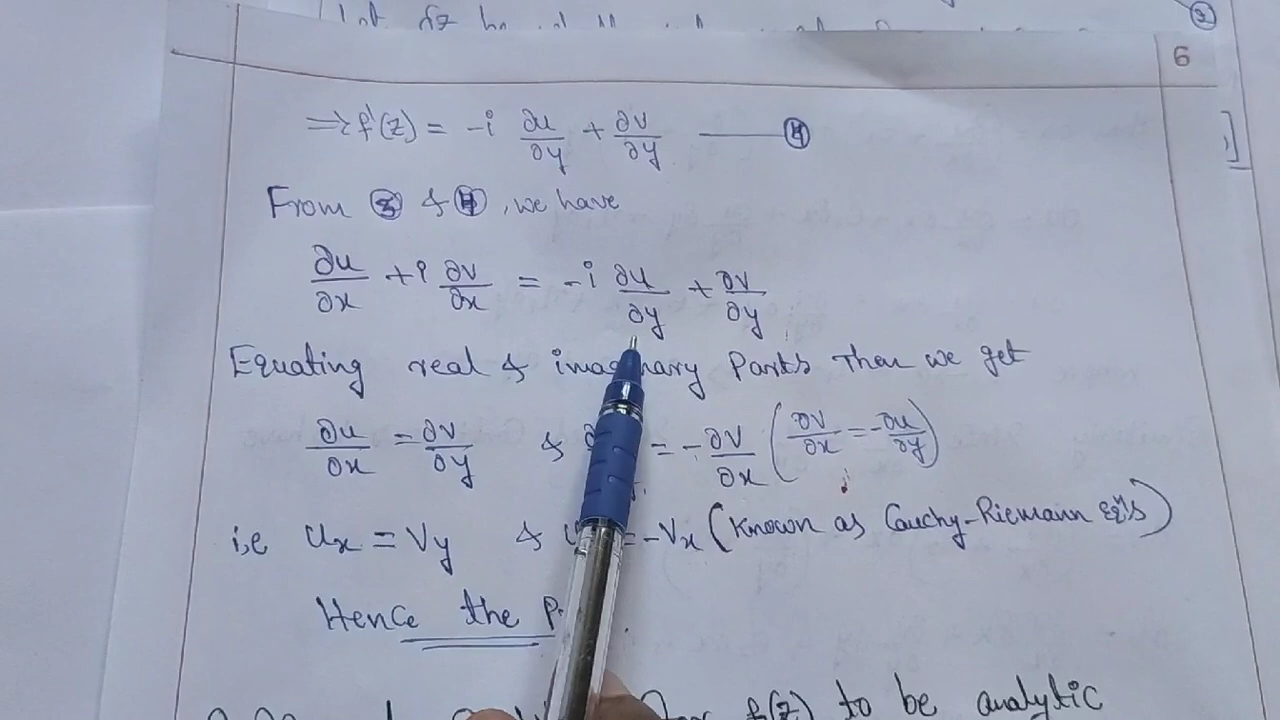 6
⇒ f'(z) = -i ∂u/∂y + ∂v/∂y —— ④
From ③ & ④, we have
∂u/∂x + i ∂v/∂x = -i ∂u/∂y + ∂v/∂y
Equating real & imaginary Parts then we get
∂u/∂x = ∂v/∂y & = -∂v/∂x (∂v/∂x = -∂u/∂y)
i,e Ux = Vy & = -Vx (Known as Cauchy-Riemann Eqⁿs)
Hence the
f(z) to be analytic